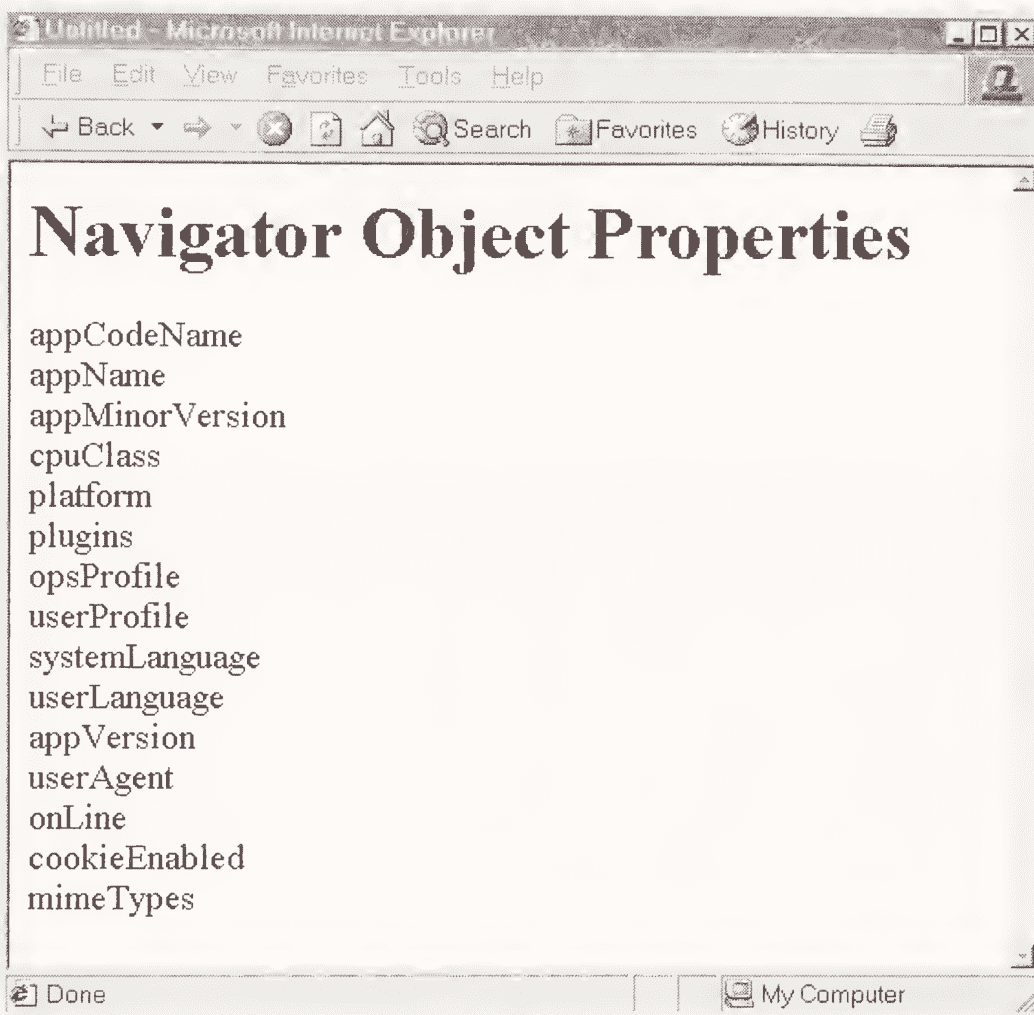 Untitled - Microsoft Internet Explorer
File Edit View Favorites Tools Help
Back Search Favorites History
Navigator Object Properties
appCodeName
appName
appMinorVersion
cpuClass
platform
plugins
opsProfile
userProfile
systemLanguage
userLanguage
appVersion
userAgent
onLine
cookieEnabled
mimeTypes
Done My Computer